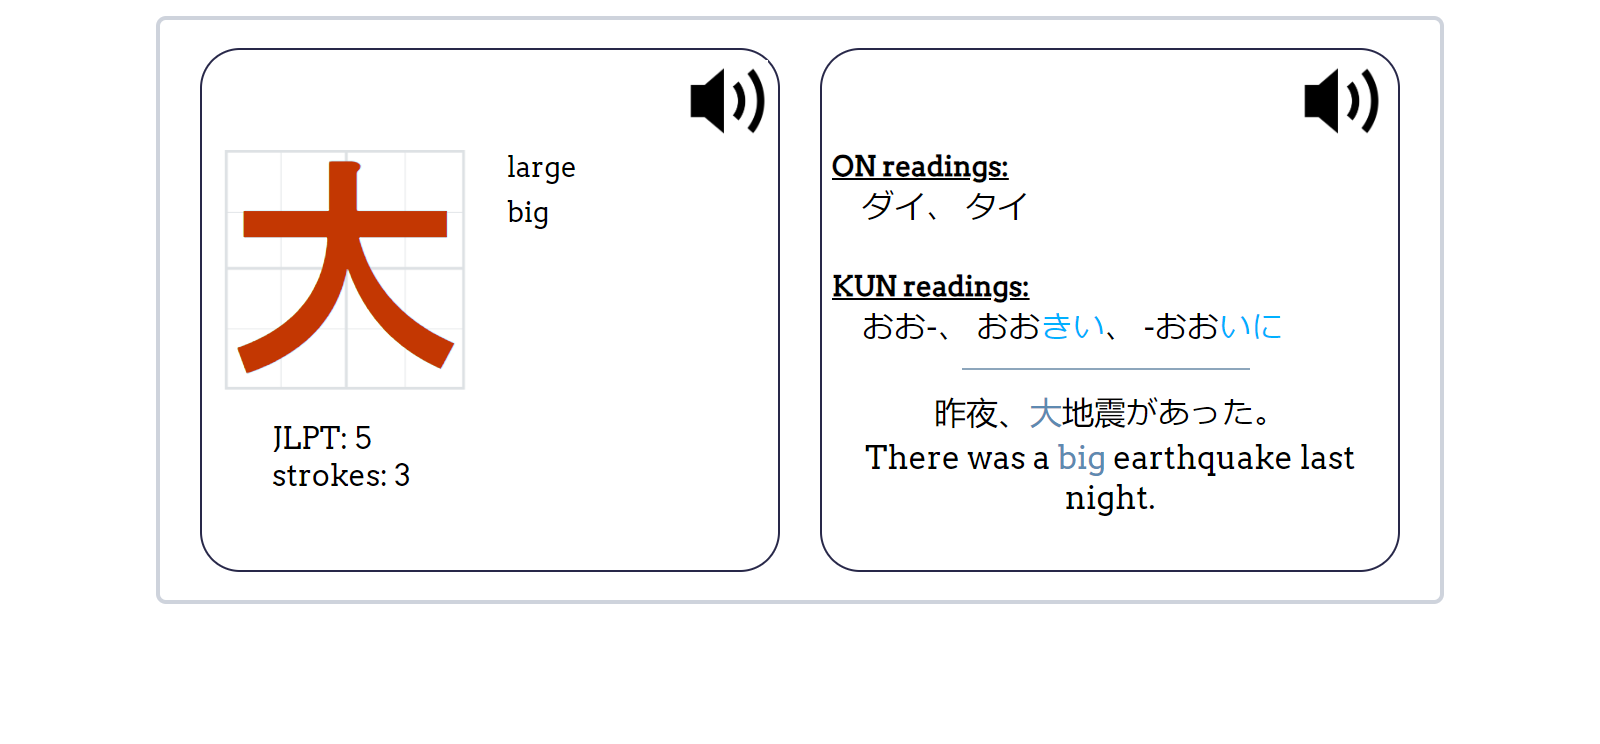 大
large
big
JLPT: 5
strokes: 3
ON readings:
ダイ、 タイ
KUN readings:
おお-、 おおきい、 -おおいに
昨夜、大地震があった。
There was a big earthquake last
night.